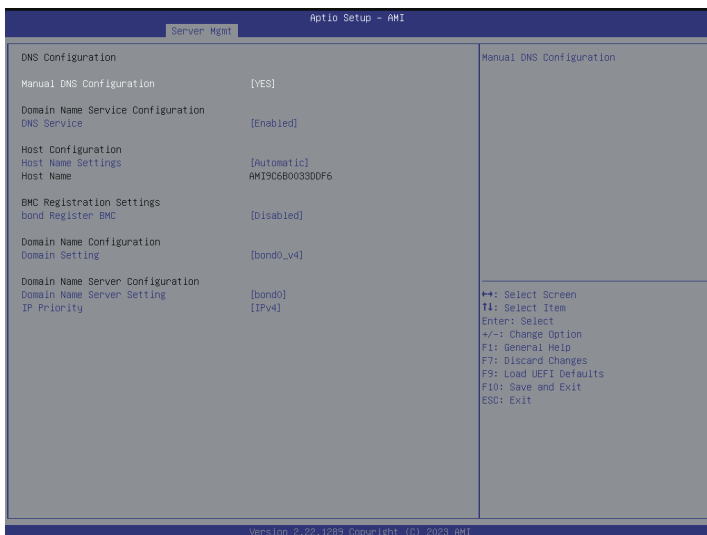 Aptio Setup – AMI
Server Mgmt
DNS Configuration
Manual DNS Configuration [YES]
Domain Name Service Configuration
DNS Service [Enabled]
Host Configuration
Host Name Settings [Automatic]
Host Name AMI9C6B0033DDF6
BMC Registration Settings
bond Register BMC [Disabled]
Domain Name Configuration
Domain Setting [bond0_v4]
Domain Name Server Configuration
Domain Name Server Setting [bond0]
IP Priority [IPv4]
Manual DNS Configuration
↔: Select Screen
↑↓: Select Item
Enter: Select
+/-: Change Option
F1: General Help
F7: Discard Changes
F9: Load UEFI Defaults
F10: Save and Exit
ESC: Exit
Version 2.22.1289 Copyright (C) 2023 AMI